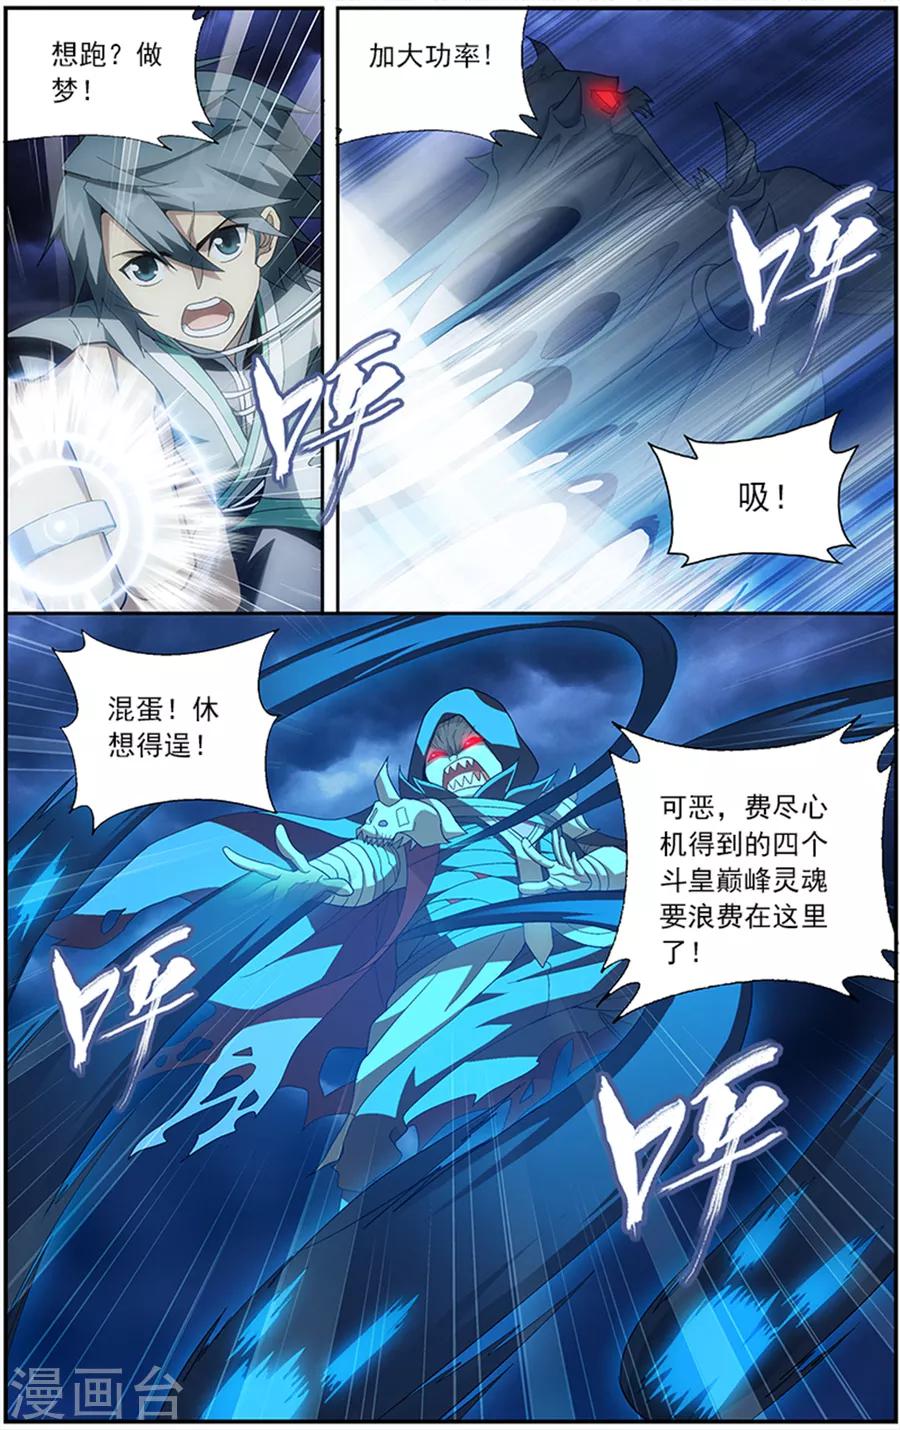 想跑？做
梦！
加大功率！
呼
呼
吸！
混蛋！休
想得逞！
可恶，费尽心
机得到的四个
斗皇巅峰灵魂
要浪费在这里
了！
呼
呼
漫画台